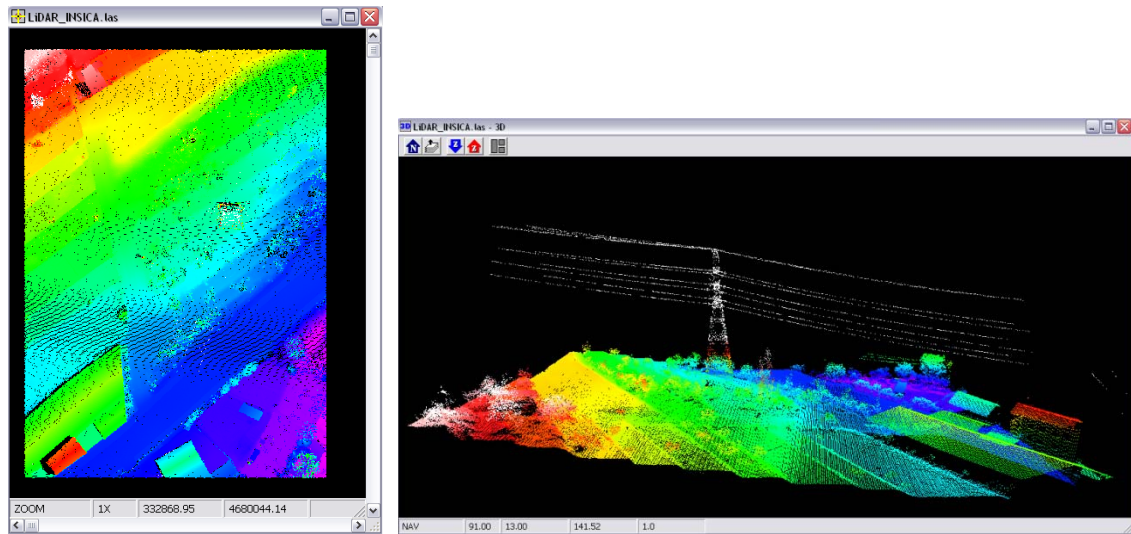 LiDAR_INSICA.las
ZOOM 1X 332868.95 4680044.14
3D LiDAR_INSICA.las - 3D
N Z Z
NAV 91.00 13.00 141.52 1.0